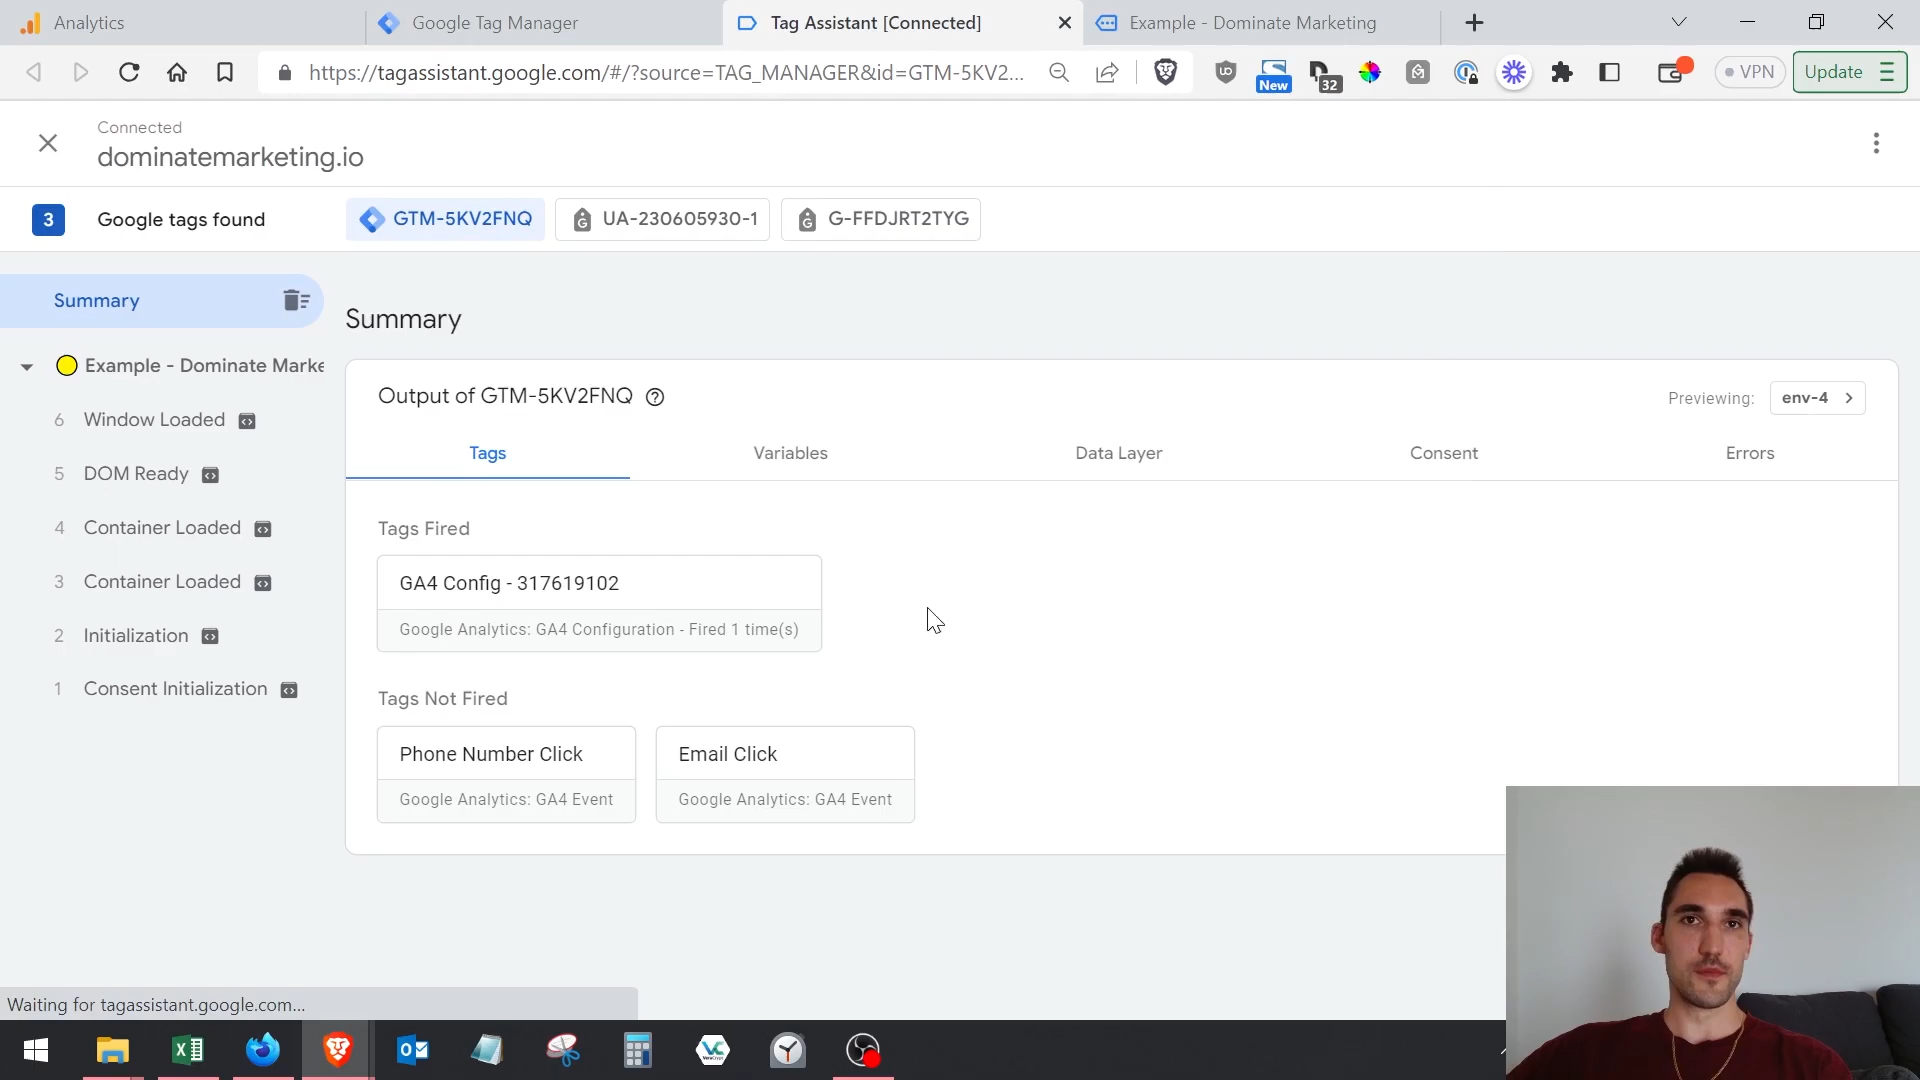 Analytics
Google Tag Manager
Tag Assistant [Connected]
Example - Dominate Marketing
https://tagassistant.google.com/#/?source=TAG_MANAGER&id=GTM-5KV2...
New
32
VPN
Update
Connected
dominatemarketing.io
3
Google tags found
GTM-5KV2FNQ
UA-230605930-1
G-FFDJRT2TYG
Summary
Example - Dominate Marke
6 Window Loaded
5 DOM Ready
4 Container Loaded
3 Container Loaded
2 Initialization
1 Consent Initialization
Summary
Output of GTM-5KV2FNQ
Previewing: env-4
Tags
Variables
Data Layer
Consent
Errors
Tags Fired
GA4 Config - 317619102
Google Analytics: GA4 Configuration - Fired 1 time(s)
Tags Not Fired
Phone Number Click
Google Analytics: GA4 Event
Email Click
Google Analytics: GA4 Event
Waiting for tagassistant.google.com...